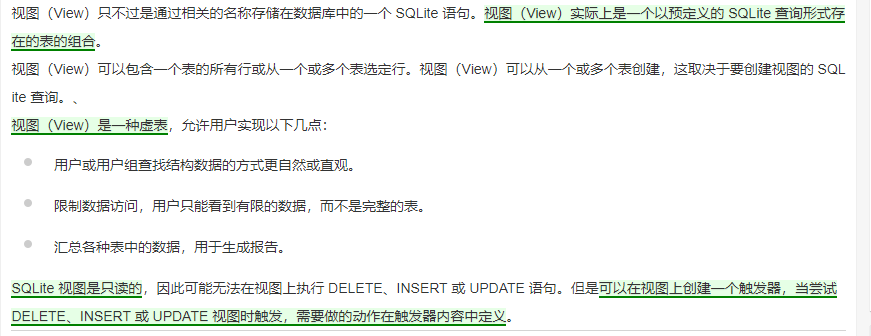 视图（View）只不过是通过相关的名称存储在数据库中的一个 SQLite 语句。视图（View）实际上是一个以预定义的 SQLite 查询形式存
在的表的组合。
视图（View）可以包含一个表的所有行或从一个或多个表选定行。视图（View）可以从一个或多个表创建，这取决于要创建视图的 SQL
ite 查询。、
视图（View）是一种虚表，允许用户实现以下几点：
用户或用户组查找结构数据的方式更自然或直观。
限制数据访问，用户只能看到有限的数据，而不是完整的表。
汇总各种表中的数据，用于生成报告。
SQLite 视图是只读的，因此可能无法在视图上执行 DELETE、INSERT 或 UPDATE 语句。但是可以在视图上创建一个触发器，当尝试
DELETE、INSERT 或 UPDATE 视图时触发，需要做的动作在触发器内容中定义。